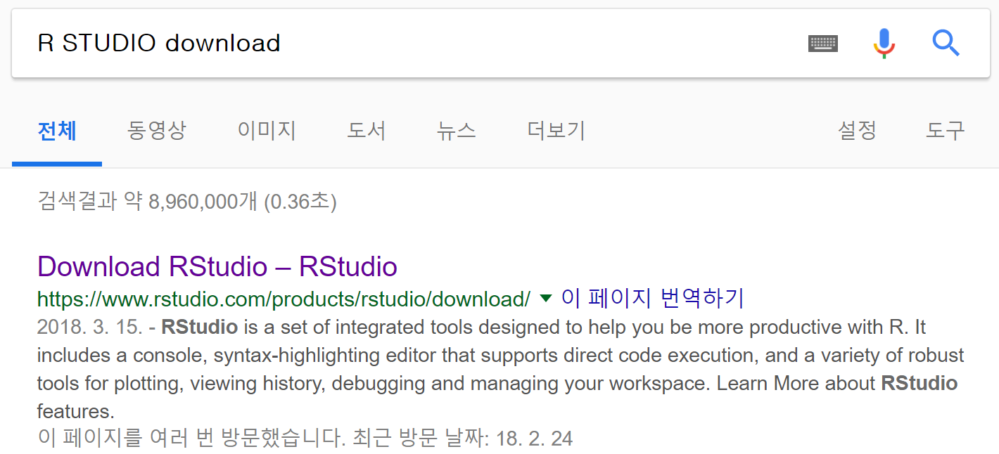 R STUDIO download
전체 동영상 이미지 도서 뉴스 더보기 설정 도구
검색결과 약 8,960,000개 (0.36초)
Download RStudio – RStudio
https://www.rstudio.com/products/rstudio/download/ ▼ 이 페이지 번역하기
2018. 3. 15. - RStudio is a set of integrated tools designed to help you be more productive with R. It
includes a console, syntax-highlighting editor that supports direct code execution, and a variety of robust
tools for plotting, viewing history, debugging and managing your workspace. Learn More about RStudio
features.
이 페이지를 여러 번 방문했습니다. 최근 방문 날짜: 18. 2. 24